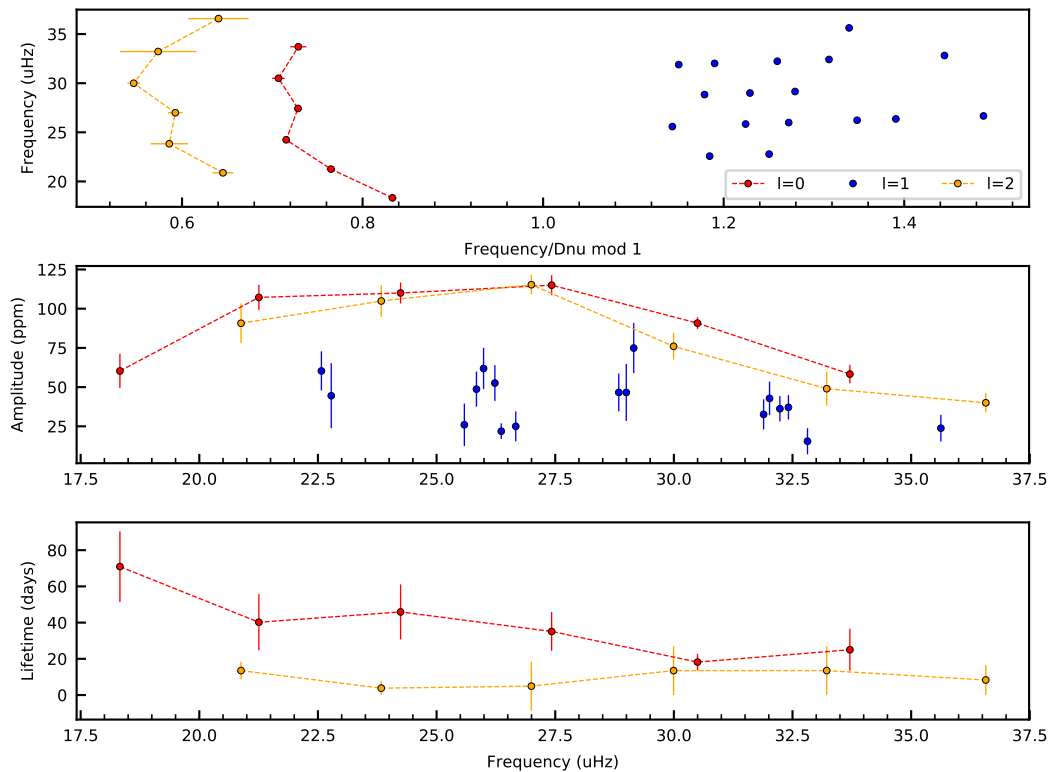 Frequency (uHz)
35
30
25
20
l=0 l=1 l=2
0.6 0.8 1.0 1.2 1.4
Frequency/Dnu mod 1
Amplitude (ppm)
125
100
75
50
25
17.5 20.0 22.5 25.0 27.5 30.0 32.5 35.0 37.5
Lifetime (days)
80
60
40
20
0
17.5 20.0 22.5 25.0 27.5 30.0 32.5 35.0 37.5
Frequency (uHz)